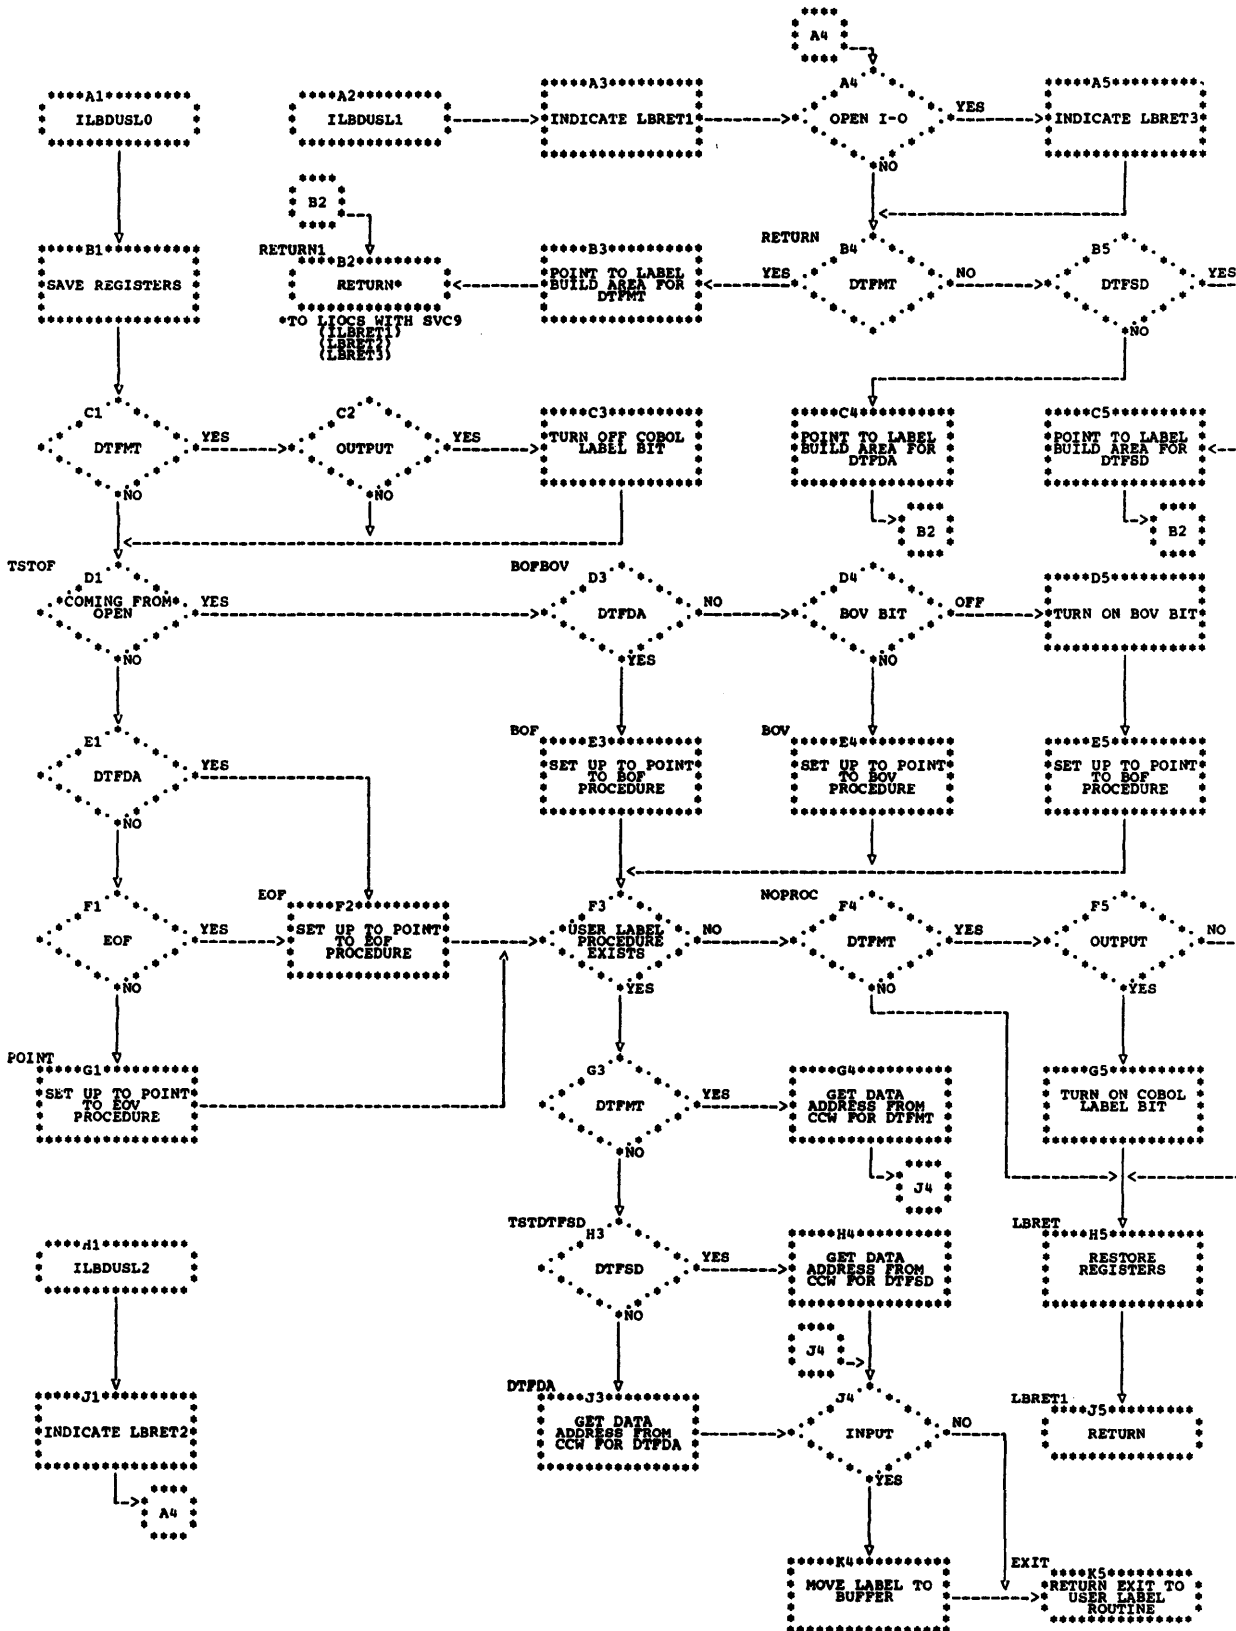 A4
A1
ILBDUSL0
A2
ILBDUSL1
A3
INDICATE LBRET1
A4
OPEN I-O
YES
NO
A5
INDICATE LBRET3
B2
B1
SAVE REGISTERS
RETURN1
B2
RETURN*
*TO LIOCS WITH SVC9
(ILBRET1)
(LBRET2)
(LBRET3)
B3
POINT TO LABEL
BUILD AREA FOR
DTFMT
RETURN
YES
B4
DTFMT
NO
B5
DTFSD
YES
NO
C1
DTFMT
YES
NO
C2
OUTPUT
YES
NO
C3
TURN OFF COBOL
LABEL BIT
C4
POINT TO LABEL
BUILD AREA FOR
DTFDA
B2
C5
POINT TO LABEL
BUILD AREA FOR
DTFSD
B2
TSTOF
D1
COMING FROM
OPEN
YES
NO
BOFBOV
D3
DTFDA
NO
YES
D4
BOV BIT
OFF
NO
D5
TURN ON BOV BIT
E1
DTFDA
YES
NO
BOF
E3
SET UP TO POINT
TO BOF
PROCEDURE
BOV
E4
SET UP TO POINT
TO BOV
PROCEDURE
E5
SET UP TO POINT
TO BOF
PROCEDURE
F1
EOF
YES
NO
EOF
F2
SET UP TO POINT
TO EOF
PROCEDURE
F3
USER LABEL
PROCEDURE
EXISTS
NO
YES
NOPROC
F4
DTFMT
YES
NO
F5
OUTPUT
NO
YES
POINT
G1
SET UP TO POINT
TO EOV
PROCEDURE
G3
DTFMT
YES
NO
G4
GET DATA
ADDRESS FROM
CCW FOR DTFMT
J4
G5
TURN ON COBOL
LABEL BIT
H1
ILBDUSL2
TSTDTFSD
H3
DTFSD
YES
NO
H4
GET DATA
ADDRESS FROM
CCW FOR DTFSD
LBRET
H5
RESTORE
REGISTERS
J4
J1
INDICATE LBRET2
A4
DTFDA
J3
GET DATA
ADDRESS FROM
CCW FOR DTFDA
J4
INPUT
NO
YES
LBRET1
J5
RETURN
K4
MOVE LABEL TO
BUFFER
EXIT
K5
RETURN EXIT TO
USER LABEL
ROUTINE